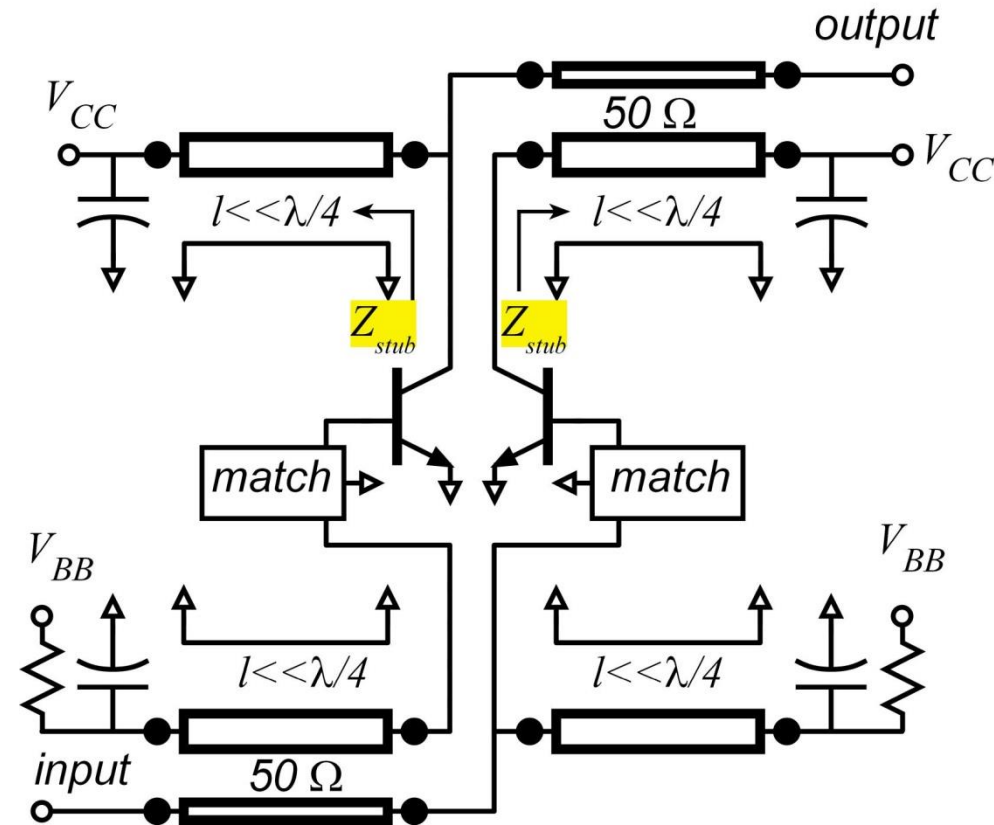 output
V_CC
50 Ω
V_CC
l<<λ/4
l<<λ/4
Z_stub
Z_stub
match
match
V_BB
V_BB
l<<λ/4
l<<λ/4
input
50 Ω